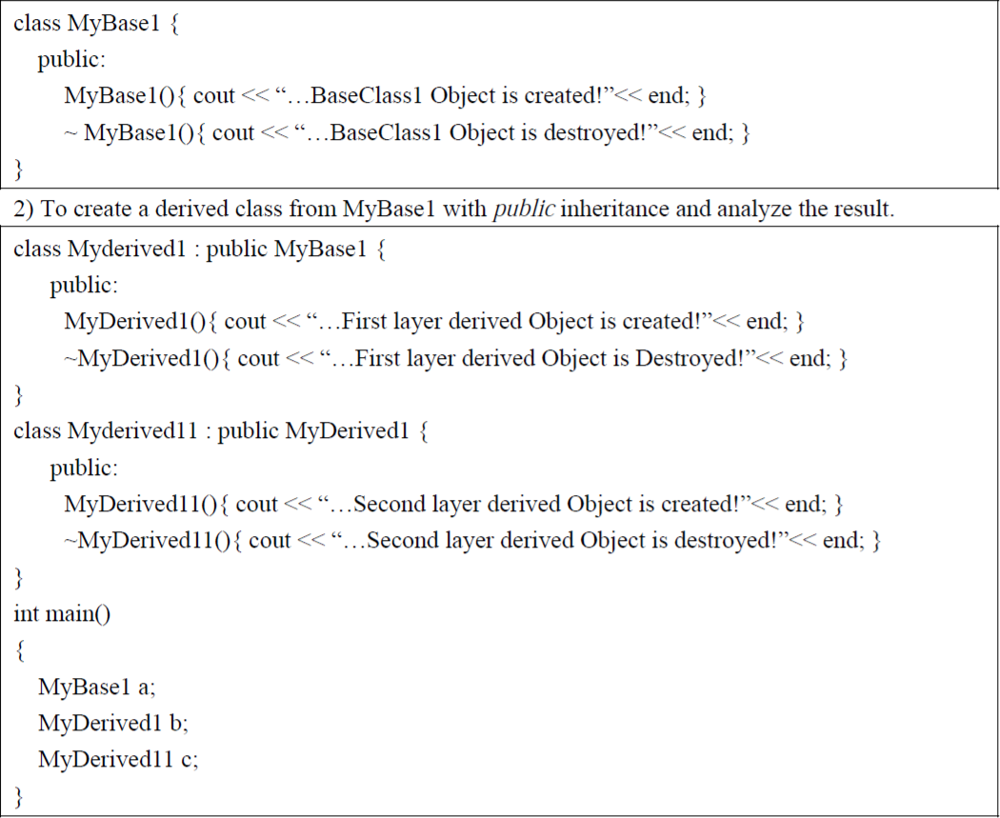 class MyBase1 {
public:
MyBase1(){ cout << “…BaseClass1 Object is created!”<< end; }
~ MyBase1(){ cout << “…BaseClass1 Object is destroyed!”<< end; }
}
2) To create a derived class from MyBase1 with public inheritance and analyze the result.
class Myderived1 : public MyBase1 {
public:
MyDerived1(){ cout << “…First layer derived Object is created!”<< end; }
~MyDerived1(){ cout << “…First layer derived Object is Destroyed!”<< end; }
}
class Myderived11 : public MyDerived1 {
public:
MyDerived11(){ cout << “…Second layer derived Object is created!”<< end; }
~MyDerived11(){ cout << “…Second layer derived Object is destroyed!”<< end; }
}
int main()
{
MyBase1 a;
MyDerived1 b;
MyDerived11 c;
}